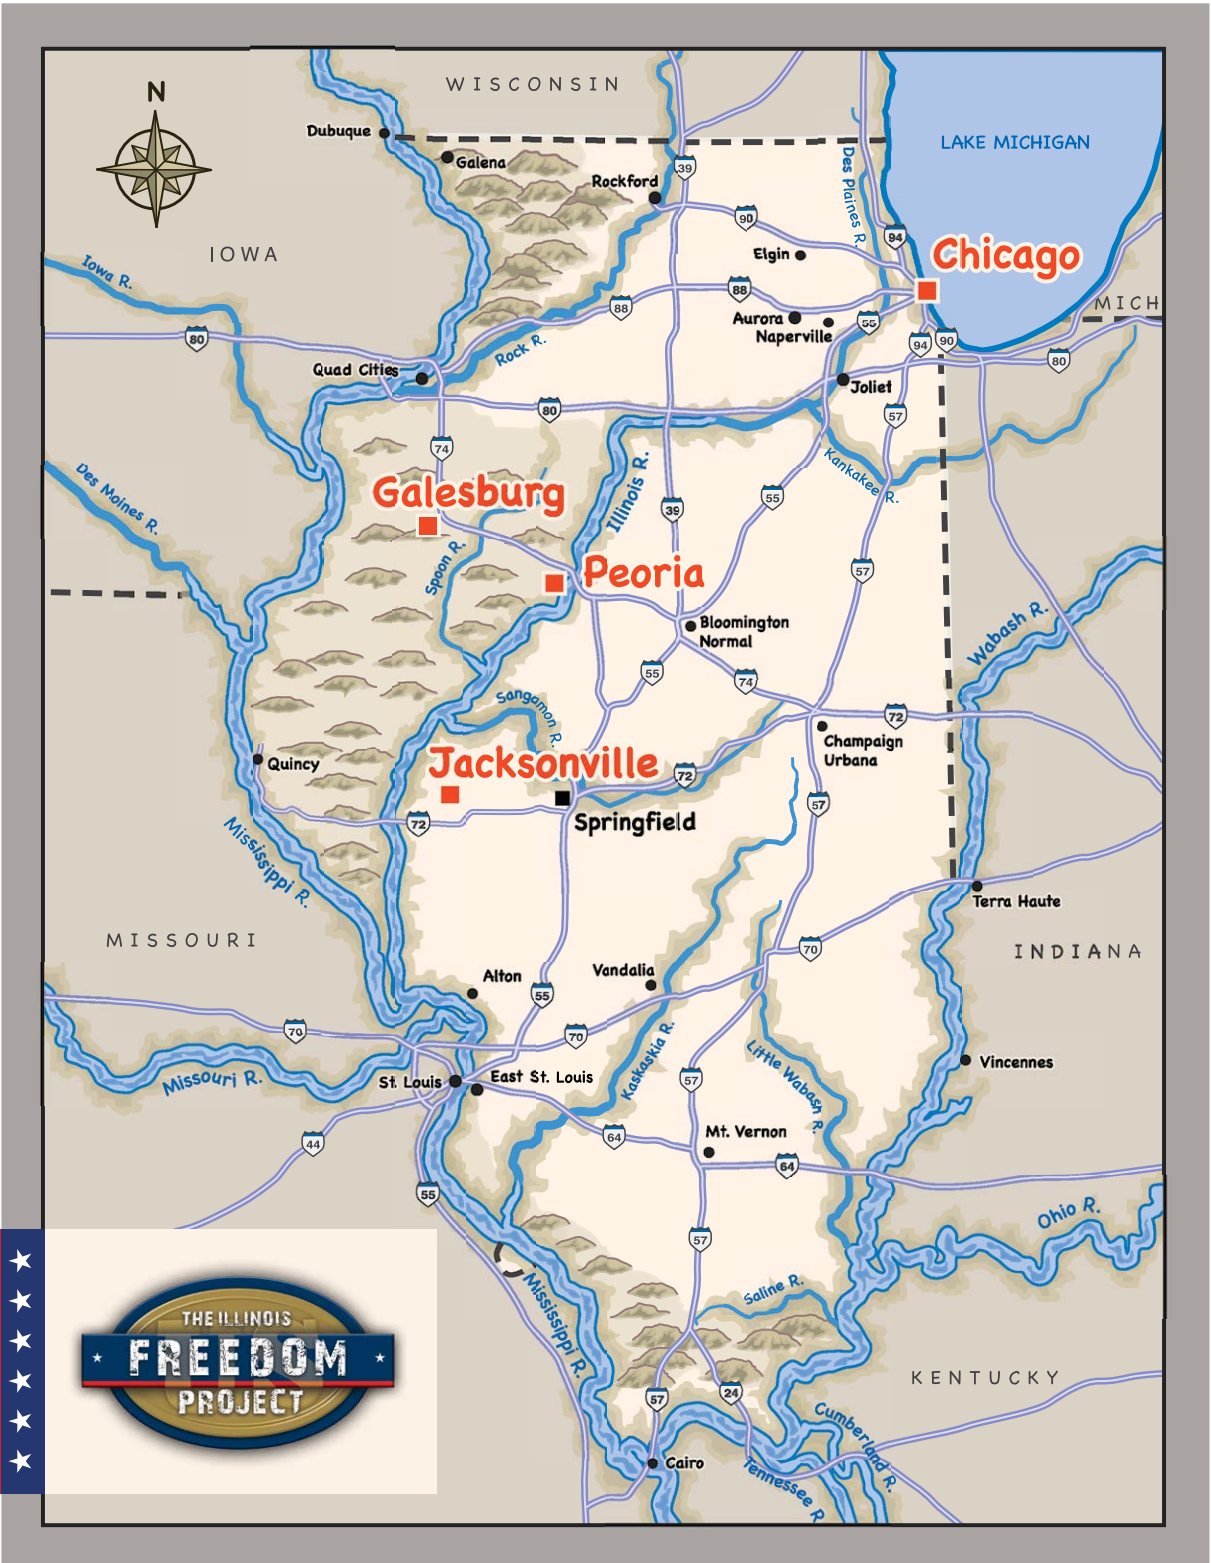 WISCONSIN
N
Dubuque
Galena
LAKE MICHIGAN
Des Plaines R.
39
Rockford
90
94
IOWA
Elgin
Chicago
Iowa R.
88
88
MICH
Aurora
55
Naperville
80
Rock R.
94
90
80
Quad Cities
Joliet
80
57
74
Kankakee R.
Des Moines R.
Galesburg
Illinois R.
55
39
Spoon R.
Peoria
57
Wabash R.
Bloomington
Normal
55
74
Sangamon R.
72
Champaign
Urbana
Quincy
Jacksonville
72
57
72
Springfield
Mississippi R.
Terra Haute
MISSOURI
70
INDIANA
Alton
Vandalia
55
70
70
Kaskaskia R.
Little Wabash R.
Vincennes
Missouri R.
St. Louis
East St. Louis
57
44
64
Mt. Vernon
64
55
Ohio R.
57
Mississippi R.
Saline R.
THE ILLINOIS
FREEDOM
PROJECT
KENTUCKY
57
24
Cumberland R.
Cairo
Tennessee R